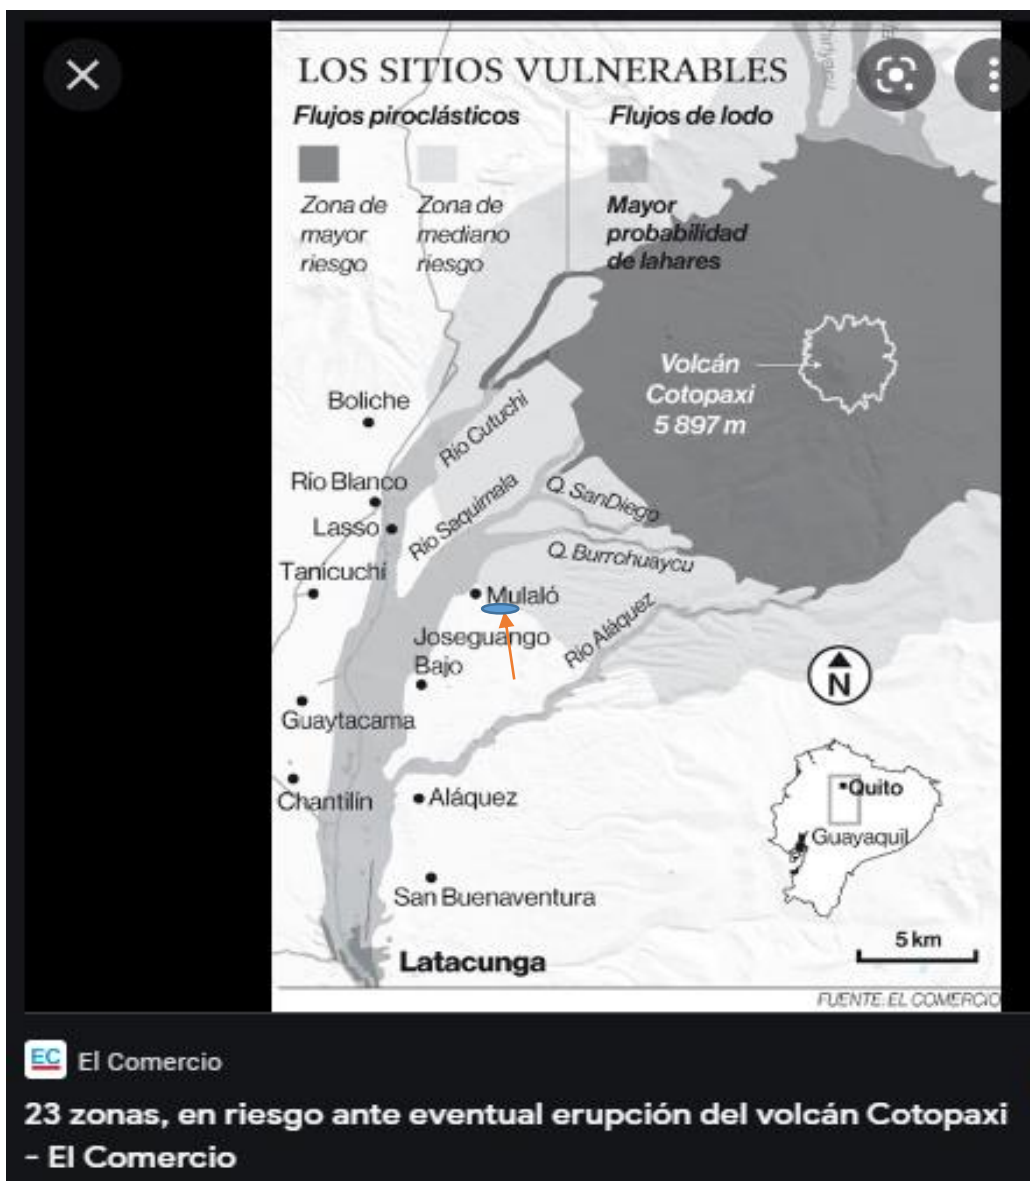 LOS SITIOS VULNERABLES
Flujos piroclásticos
Flujos de lodo
Zona de
mayor
riesgo
Zona de
mediano
riesgo
Mayor
probabilidad
de lahares
Volcán
Cotopaxi
5 897 m
Boliche
Río Cutuchi
Río Blanco
Río Saquimala
Q. SanDiego
Lasso
Q. Burrohuaycu
Tanicuchí
Mulaló
Río Aláquez
Joseguango
Bajo
N
Guaytacama
Chantilín
Aláquez
Quito
Guayaquil
San Buenaventura
5 km
Latacunga
FUENTE: EL COMERCIO
EC El Comercio
23 zonas, en riesgo ante eventual erupción del volcán Cotopaxi
- El Comercio